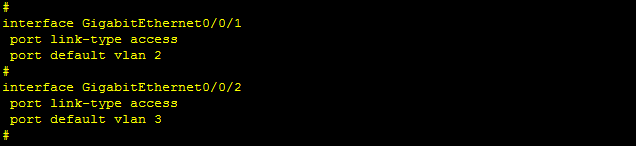 #
interface GigabitEthernet0/0/1
 port link-type access
 port default vlan 2
#
interface GigabitEthernet0/0/2
 port link-type access
 port default vlan 3
#